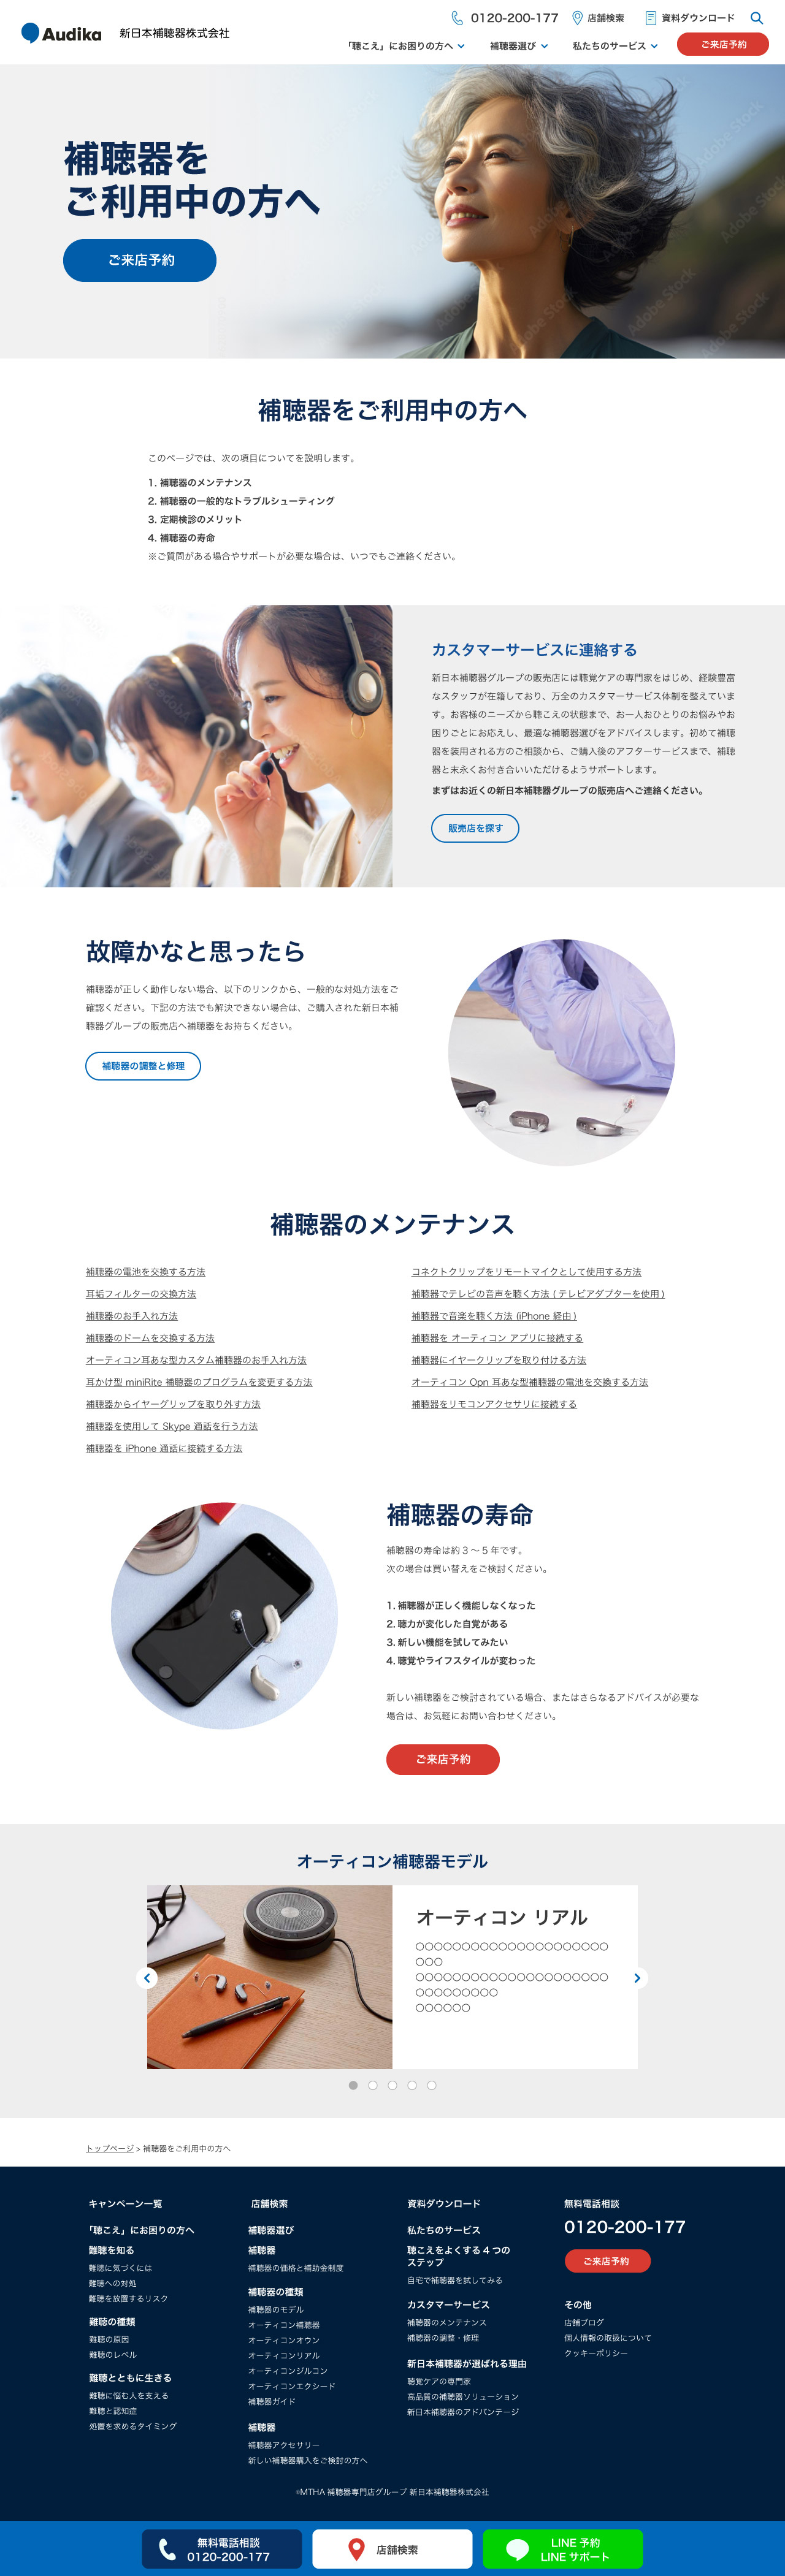 Audika
新日本補聴器株式会社
0120-200-177
店舗検索
資料ダウンロード
「聴こえ」にお困りの方へ
補聴器選び
私たちのサービス
ご来店予約
補聴器を
ご利用中の方へ
ご来店予約
Adobe Stock
補聴器をご利用中の方へ
このページでは、次の項目についてを説明します。
1. 補聴器のメンテナンス
2. 補聴器の一般的なトラブルシューティング
3. 定期検診のメリット
4. 補聴器の寿命
※ご質問がある場合やサポートが必要な場合は、いつでもご連絡ください。
カスタマーサービスに連絡する
新日本補聴器グループの販売店には聴覚ケアの専門家をはじめ、経験豊富
なスタッフが在籍しており、万全のカスタマーサービス体制を整えていま
す。お客様のニーズから聴こえの状態まで、お一人おひとりのお悩みやお
困りごとにお応えし、最適な補聴器選びをアドバイスします。初めて補聴
器を装用される方のご相談から、ご購入後のアフターサービスまで、補聴
器と末永くお付き合いいただけるようサポートします。
まずはお近くの新日本補聴器グループの販売店へご連絡ください。
販売店を探す
故障かなと思ったら
補聴器が正しく動作しない場合、以下のリンクから、一般的な対処方法をご
確認ください。下記の方法でも解決できない場合は、ご購入された新日本補
聴器グループの販売店へ補聴器をお持ちください。
補聴器の調整と修理
補聴器のメンテナンス
補聴器の電池を交換する方法
耳垢フィルターの交換方法
補聴器のお手入れ方法
補聴器のドームを交換する方法
オーティコン耳あな型カスタム補聴器のお手入れ方法
耳かけ型 miniRite 補聴器のプログラムを変更する方法
補聴器からイヤーグリップを取り外す方法
補聴器を使用して Skype 通話を行う方法
補聴器を iPhone 通話に接続する方法
コネクトクリップをリモートマイクとして使用する方法
補聴器でテレビの音声を聴く方法 ( テレビアダプターを使用 )
補聴器で音楽を聴く方法 (iPhone 経由 )
補聴器を オーティコン アプリに接続する
補聴器にイヤークリップを取り付ける方法
オーティコン Opn 耳あな型補聴器の電池を交換する方法
補聴器をリモコンアクセサリに接続する
補聴器の寿命
補聴器の寿命は約 3 〜 5 年です。
次の場合は買い替えをご検討ください。
1. 補聴器が正しく機能しなくなった
2. 聴力が変化した自覚がある
3. 新しい機能を試してみたい
4. 聴覚やライフスタイルが変わった
新しい補聴器をご検討されている場合、またはさらなるアドバイスが必要な
場合は、お気軽にお問い合わせください。
ご来店予約
オーティコン補聴器モデル
オーティコン リアル
〇〇〇〇〇〇〇〇〇〇〇〇〇〇〇〇〇〇〇〇〇
〇〇〇
〇〇〇〇〇〇〇〇〇〇〇〇〇〇〇〇〇〇〇〇〇
〇〇〇〇〇〇〇〇〇
〇〇〇〇〇〇
トップページ > 補聴器をご利用中の方へ
キャンペーン一覧
「聴こえ」にお困りの方へ
難聴を知る
難聴に気づくには
難聴への対処
難聴を放置するリスク
難聴の種類
難聴の原因
難聴のレベル
難聴とともに生きる
難聴に悩む人を支える
難聴と認知症
処置を求めるタイミング
店舗検索
補聴器選び
補聴器
補聴器の価格と補助金制度
補聴器の種類
補聴器のモデル
オーティコン補聴器
オーティコンオウン
オーティコンリアル
オーティコンジルコン
オーティコンエクシード
補聴器ガイド
補聴器
補聴器アクセサリー
新しい補聴器購入をご検討の方へ
資料ダウンロード
私たちのサービス
聴こえをよくする 4 つの
ステップ
自宅で補聴器を試してみる
カスタマーサービス
補聴器のメンテナンス
補聴器の調整・修理
新日本補聴器が選ばれる理由
聴覚ケアの専門家
高品質の補聴器ソリューション
新日本補聴器のアドバンテージ
無料電話相談
0120-200-177
ご来店予約
その他
店舗ブログ
個人情報の取扱について
クッキーポリシー
©MTHA 補聴器専門店グループ 新日本補聴器株式会社
無料電話相談
0120-200-177
店舗検索
LINE 予約
LINE サポート